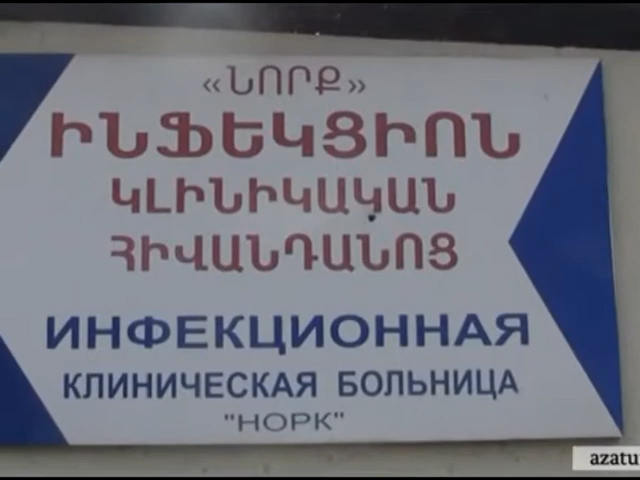 «ՆՈՐՔ»
ԻՆՖԵԿՑԻՈՆ
ԿԼԻՆԻԿԱԿԱՆ
ՀԻՎԱՆԴԱՆՈՑ
ИНФЕКЦИОННАЯ
КЛИНИЧЕСКАЯ БОЛЬНИЦА
"НОРК"
azatu